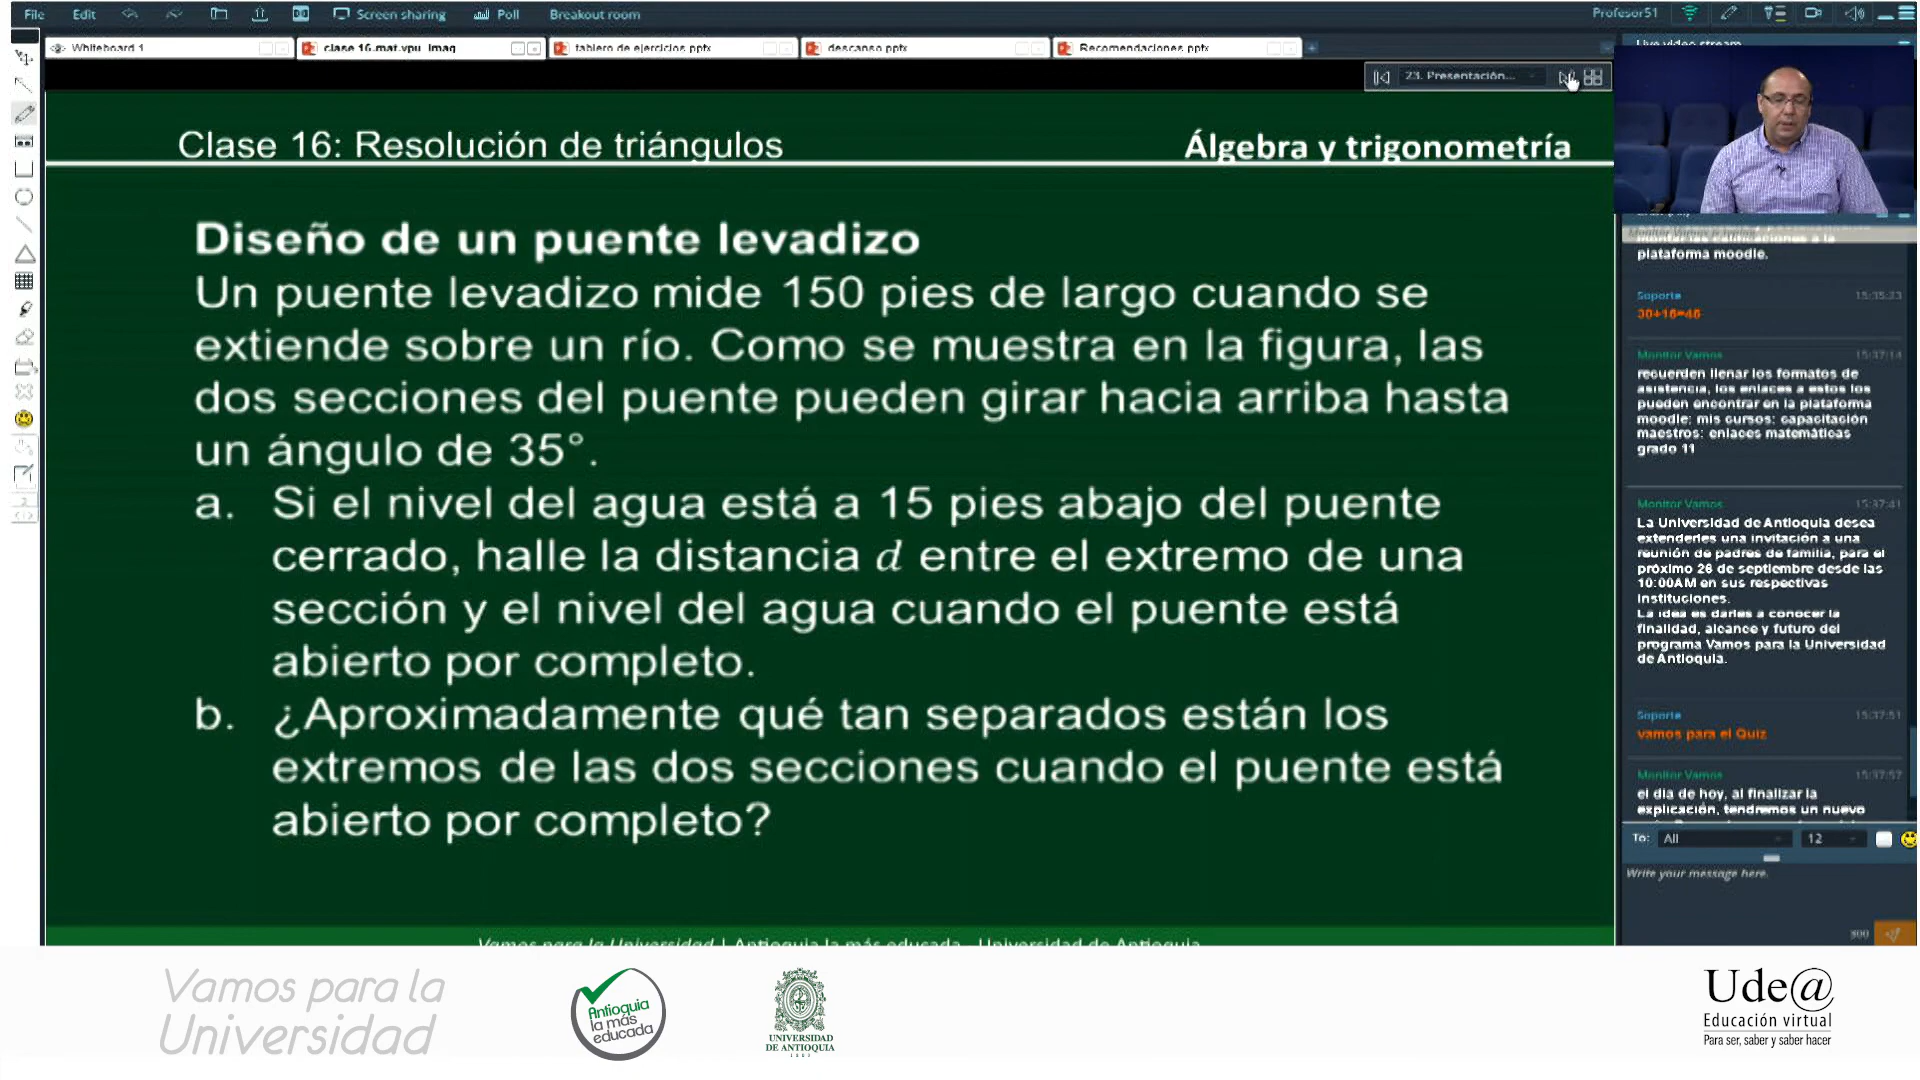 File Edit Screen sharing Poll Breakout room Profesor51
Whiteboard 1
clase 16.mat.vpu_imag
tablero de ejercicios.pptx
descanso.pptx
Recomendaciones.pptx
Live video stream
23. Presentación...
Clase 16: Resolución de triángulos
Álgebra y trigonometría
Diseño de un puente levadizo
Un puente levadizo mide 150 pies de largo cuando se
extiende sobre un río. Como se muestra en la figura, las
dos secciones del puente pueden girar hacia arriba hasta
un ángulo de 35°.
a. Si el nivel del agua está a 15 pies abajo del puente
cerrado, halle la distancia d entre el extremo de una
sección y el nivel del agua cuando el puente está
abierto por completo.
b. ¿Aproximadamente qué tan separados están los
extremos de las dos secciones cuando el puente está
abierto por completo?
Vamos para la Universidad | Antioquia la más educada - Universidad de Antioquia
montar las calificaciones a la
plataforma moodle.
Soporte 15:35:23
30+16=46
Monitor Vamos 15:37:14
recuerden llenar los formatos de
asistencia, los enlaces a estos los
pueden encontrar en la plataforma
moodle: mis cursos: capacitación
maestros: enlaces matemáticas
grado 11
Monitor Vamos 15:37:41
La Universidad de Antioquia desea
extenderles una invitación a una
reunión de padres de familia, para el
próximo 26 de septiembre desde las
10:00AM en sus respectivas
Instituciones.
La idea es darles a conocer la
finalidad, alcance y futuro del
programa Vamos para la Universidad
de Antioquia.
Soporte 15:37:51
vamos para el Quiz
Monitor Vamos 15:37:57
el día de hoy, al finalizar la
explicación, tendremos un nuevo
To: All 12
Write your message here.
300
Vamos para la
Universidad
Antioquia
la más
educada
UNIVERSIDAD
DE ANTIOQUIA
1803
Ude@
Educación virtual
Para ser, saber y saber hacer